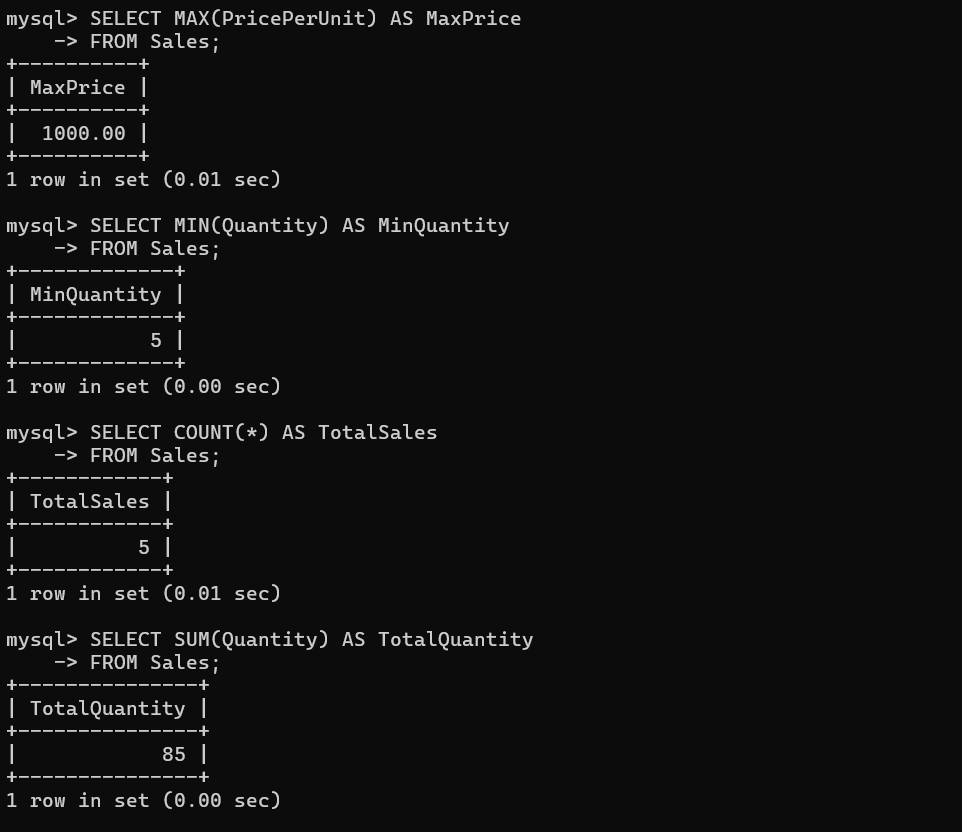 mysql> SELECT MAX(PricePerUnit) AS MaxPrice
    -> FROM Sales;
+----------+
| MaxPrice |
+----------+
|  1000.00 |
+----------+
1 row in set (0.01 sec)

mysql> SELECT MIN(Quantity) AS MinQuantity
    -> FROM Sales;
+-------------+
| MinQuantity |
+-------------+
|           5 |
+-------------+
1 row in set (0.00 sec)

mysql> SELECT COUNT(*) AS TotalSales
    -> FROM Sales;
+------------+
| TotalSales |
+------------+
|          5 |
+------------+
1 row in set (0.01 sec)

mysql> SELECT SUM(Quantity) AS TotalQuantity
    -> FROM Sales;
+---------------+
| TotalQuantity |
+---------------+
|            85 |
+---------------+
1 row in set (0.00 sec)